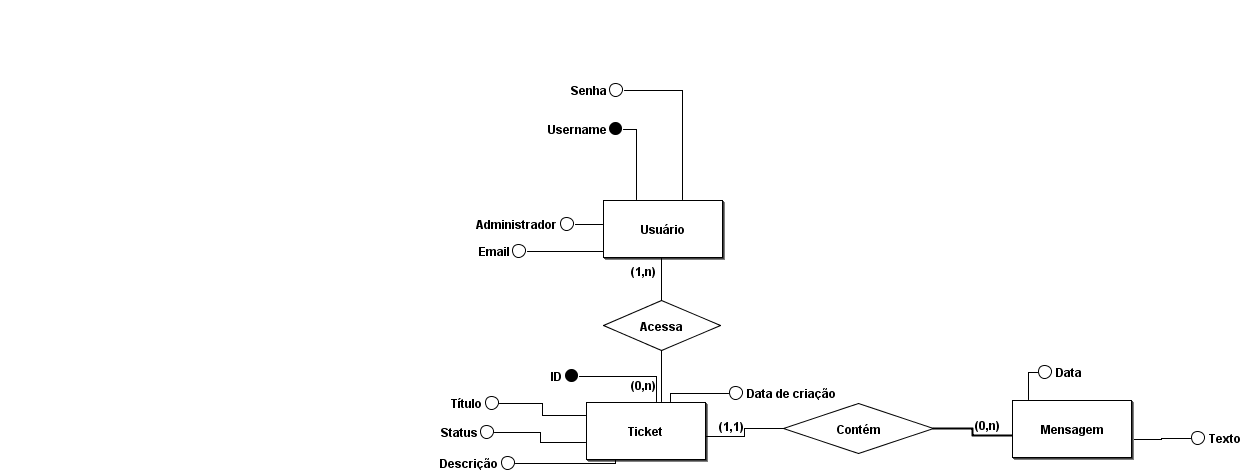 Senha
Username
Administrador
Usuário
Email
(1,n)
Acessa
ID
(0,n)
Data de criação
Data
Título
Status
Ticket
(1,1)
Contém
(0,n)
Mensagem
Texto
Descrição